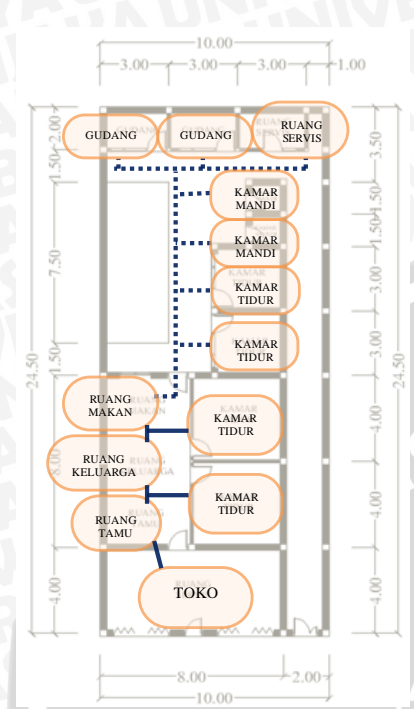 10.00
3.00
3.00
3.00
1.00
2.00
1.50
7.50
1.50
8.00
4.00
24.50
3.50
1.50
1.50
3.00
3.00
4.00
4.00
4.00
24.50
GUDANG
GUDANG
RUANG
SERVIS
KAMAR
MANDI
KAMAR
MANDI
KAMAR
TIDUR
KAMAR
TIDUR
RUANG
MAKAN
KAMAR
TIDUR
RUANG
KELUARGA
KAMAR
TIDUR
RUANG
TAMU
TOKO
8.00
2.00
10.00